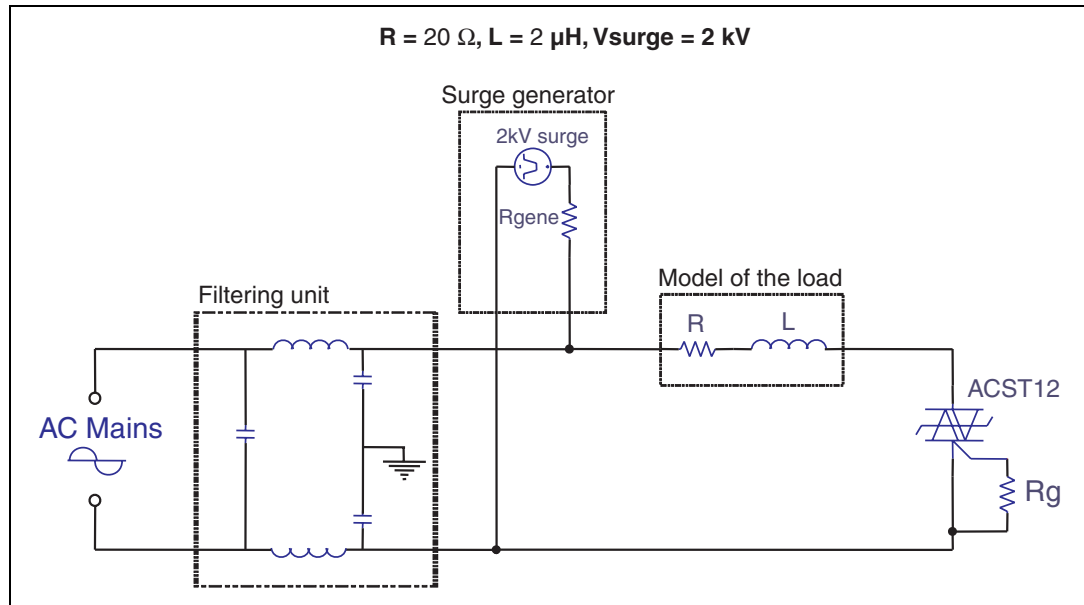 R = 20 Ω, L = 2 µH, Vsurge = 2 kV
Surge generator
2kV surge
Rgene
Model of the load
Filtering unit
R L
ACST12
AC Mains
Rg